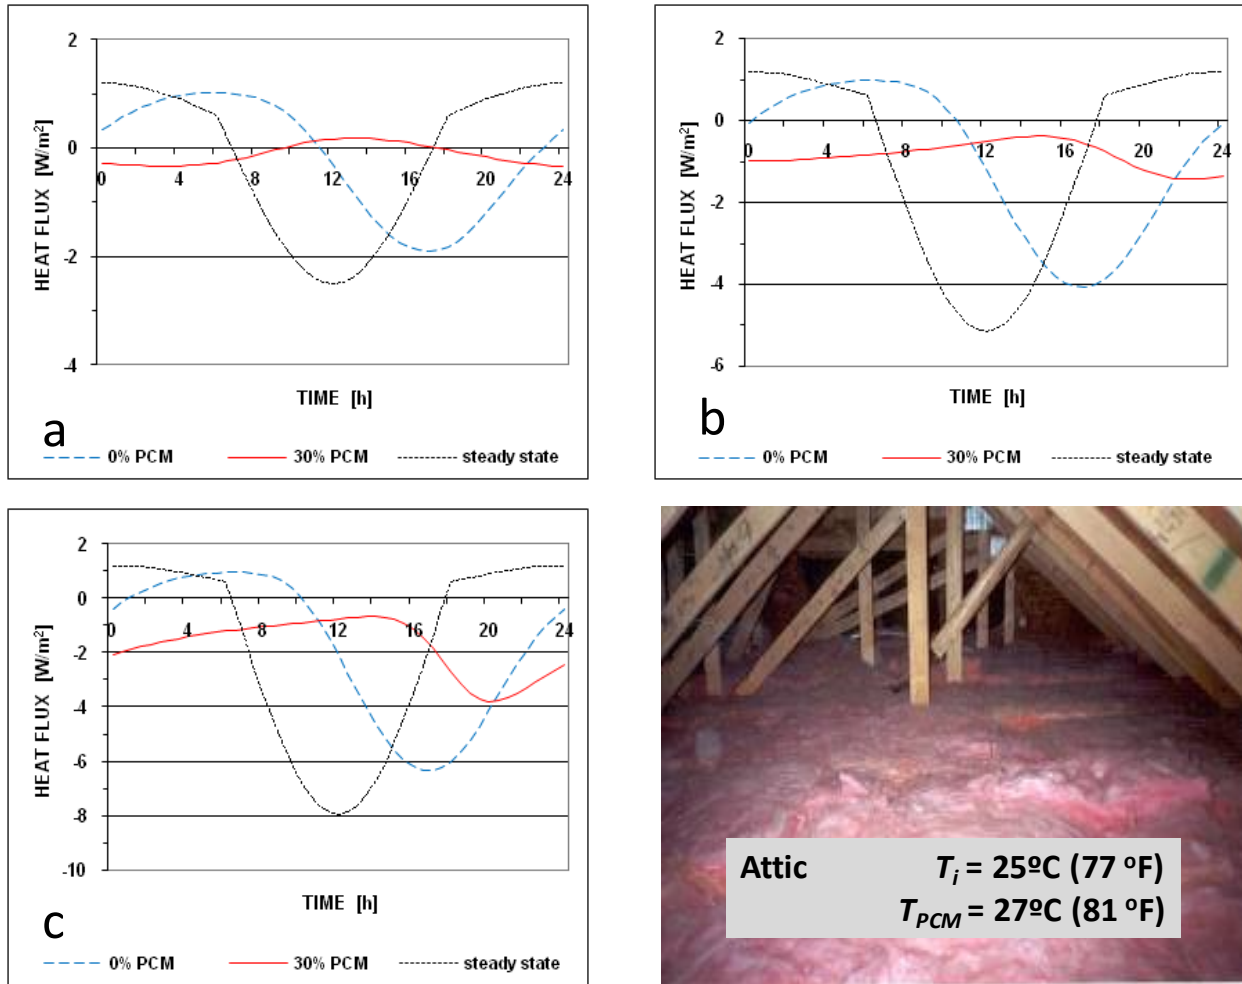 2
0
-2
-4
HEAT FLUX [W/m²]
0 4 8 12 16 20 24
TIME [h]
a
0% PCM 30% PCM steady state
2
0
-2
-4
-6
HEAT FLUX [W/m²]
0 4 8 12 16 20 24
TIME [h]
b
0% PCM 30% PCM steady state
2
0
-2
-4
-6
-8
-10
HEAT FLUX [W/m²]
0 4 8 12 16 20 24
TIME [h]
c
0% PCM 30% PCM steady state
Attic Ti = 25ºC (77 ºF)
TPCM = 27ºC (81 ºF)